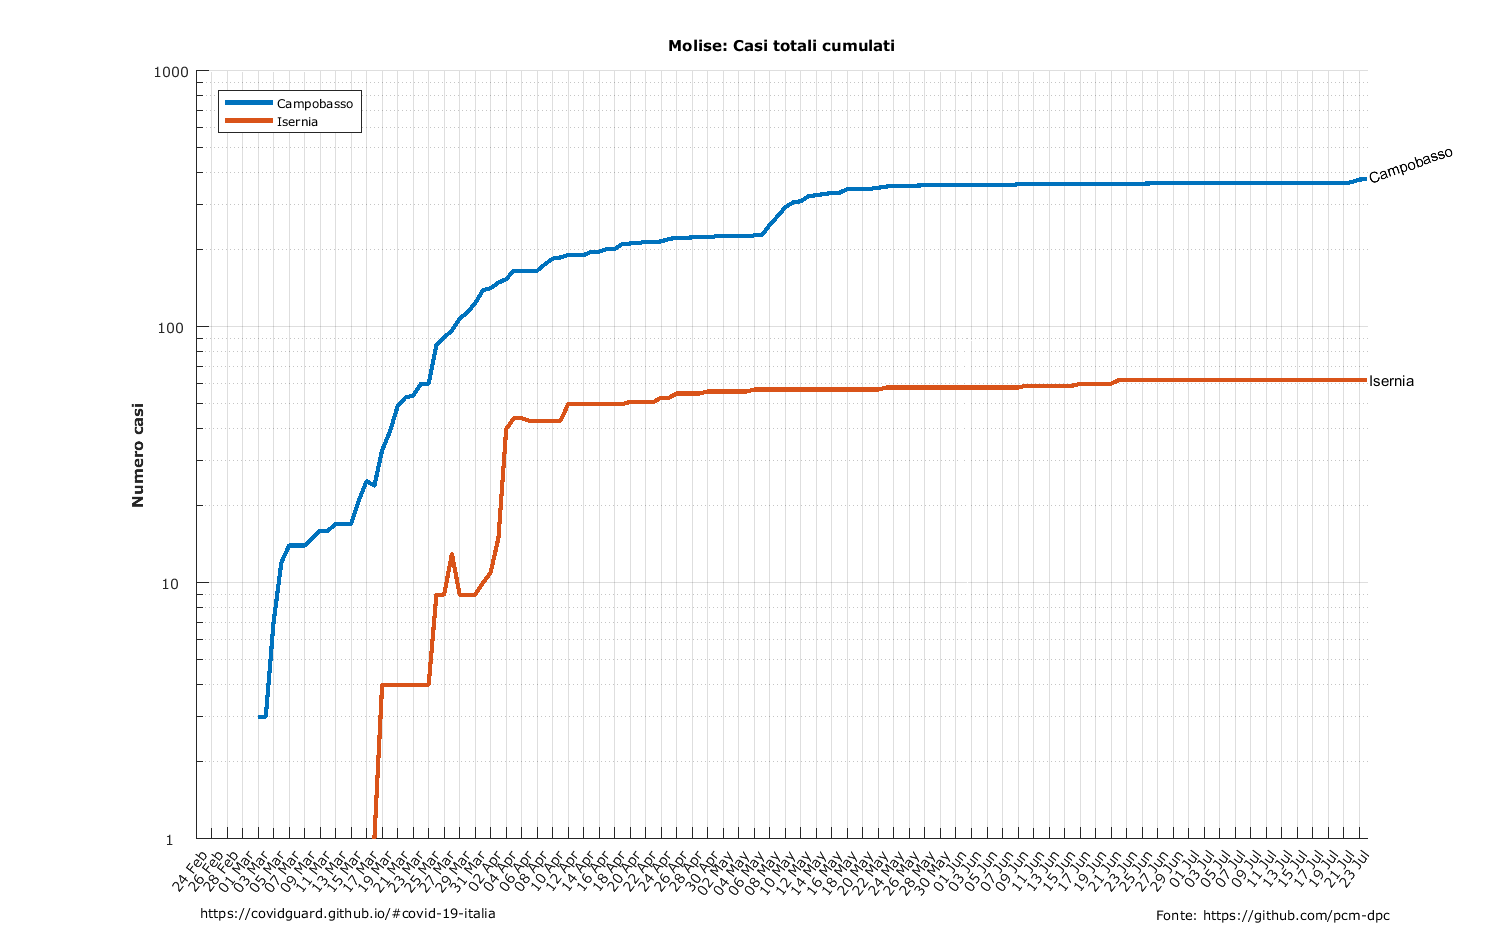 Molise: Casi totali cumulati
1000
100
10
1
Numero casi
Campobasso
Isernia
Campobasso
Isernia
24 Feb
26 Feb
28 Feb
01 Mar
03 Mar
05 Mar
07 Mar
09 Mar
11 Mar
13 Mar
15 Mar
17 Mar
19 Mar
21 Mar
23 Mar
25 Mar
27 Mar
29 Mar
31 Mar
02 Apr
04 Apr
06 Apr
08 Apr
10 Apr
12 Apr
14 Apr
16 Apr
18 Apr
20 Apr
22 Apr
24 Apr
26 Apr
28 Apr
30 Apr
02 May
04 May
06 May
08 May
10 May
12 May
14 May
16 May
18 May
20 May
22 May
24 May
26 May
28 May
30 May
01 Jun
03 Jun
05 Jun
07 Jun
09 Jun
11 Jun
13 Jun
15 Jun
17 Jun
19 Jun
21 Jun
23 Jun
25 Jun
27 Jun
29 Jun
01 Jul
03 Jul
05 Jul
07 Jul
09 Jul
11 Jul
13 Jul
15 Jul
17 Jul
19 Jul
21 Jul
23 Jul
https://covidguard.github.io/#covid-19-italia
Fonte: https://github.com/pcm-dpc